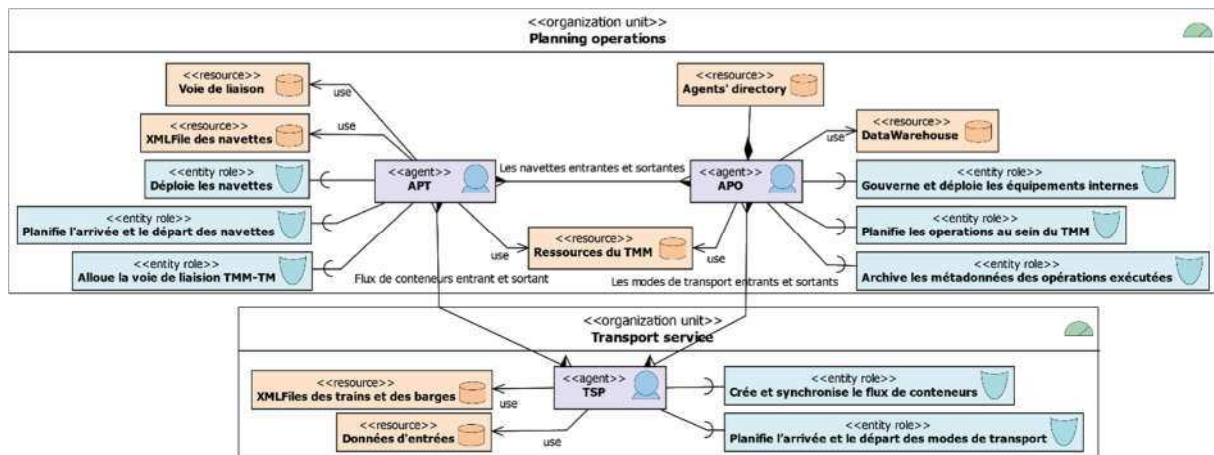 <<organization unit>>
Planning operations
<<resource>>
Voie de liaison
use
<<resource>>
Agents' directory
<<resource>>
XMLFile des navettes
use
<<resource>>
DataWarehouse
use
<<entity role>>
Déploie les navettes
<<agent>>
APT
Les navettes entrantes et sortantes
<<agent>>
APO
<<entity role>>
Gouverne et déploie les équipements internes
<<entity role>>
Planifie l'arrivée et le départ des navettes
<<entity role>>
Planifie les operations au sein du TMM
<<resource>>
Ressources du TMM
use
use
<<entity role>>
Alloue la voie de liaison TMM-TM
<<entity role>>
Archive les métadonnées des opérations exécutées
Flux de conteneurs entrant et sortant
Les modes de transport entrants et sortants
<<organization unit>>
Transport service
<<resource>>
XMLFiles des trains et des barges
use
<<agent>>
TSP
<<entity role>>
Crée et synchronise le flux de conteneurs
<<resource>>
Données d'entrées
use
<<entity role>>
Planifie l'arrivée et le départ des modes de transport